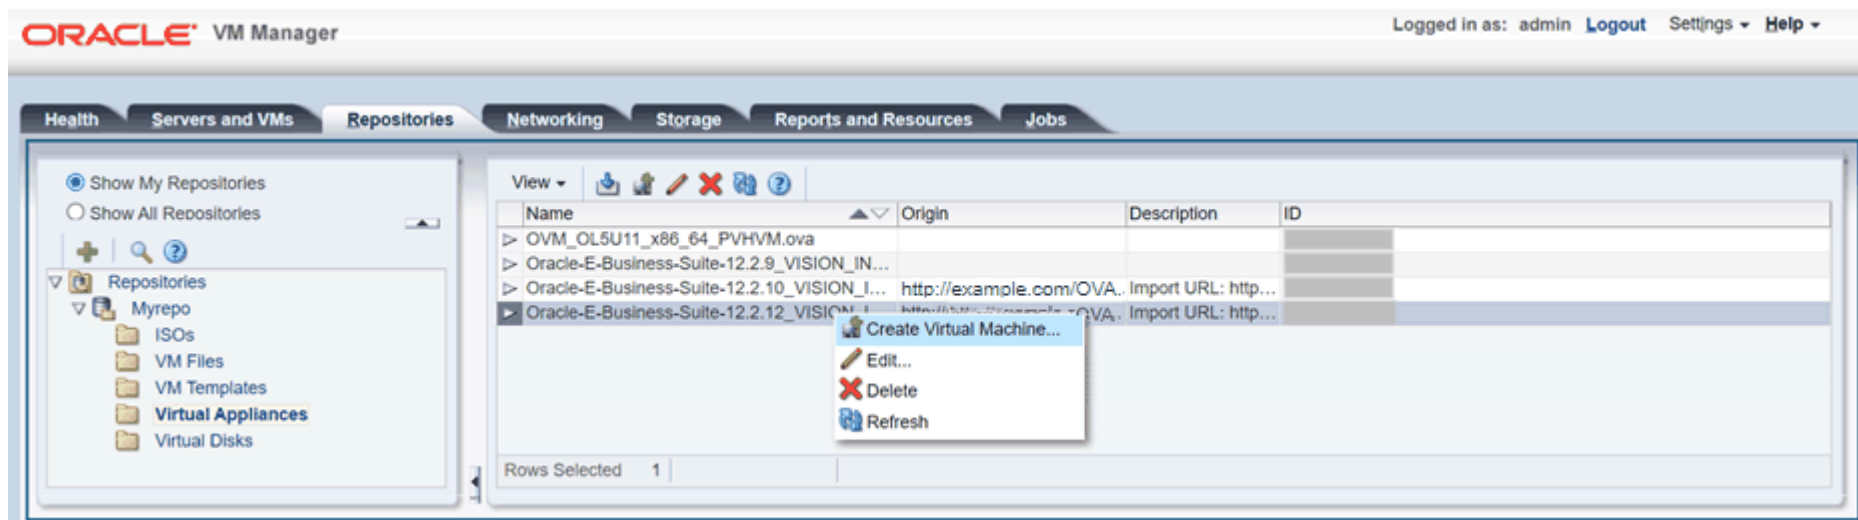 ORACLE VM Manager
Logged in as: admin Logout Settings Help
Health Servers and VMs Repositories Networking Storage Reports and Resources Jobs
Show My Repositories
Show All Repositories
Repositories
Myrepo
ISOs
VM Files
VM Templates
Virtual Appliances
Virtual Disks
View
Name Origin Description ID
OVM_OL5U11_x86_64_PVHVM.ova
Oracle-E-Business-Suite-12.2.9_VISION_IN...
Oracle-E-Business-Suite-12.2.10_VISION_I... http://example.com/OVA. Import URL: http...
Oracle-E-Business-Suite-12.2.12_VISION_I Import URL: http...
Create Virtual Machine...
Edit...
Delete
Refresh
Rows Selected 1